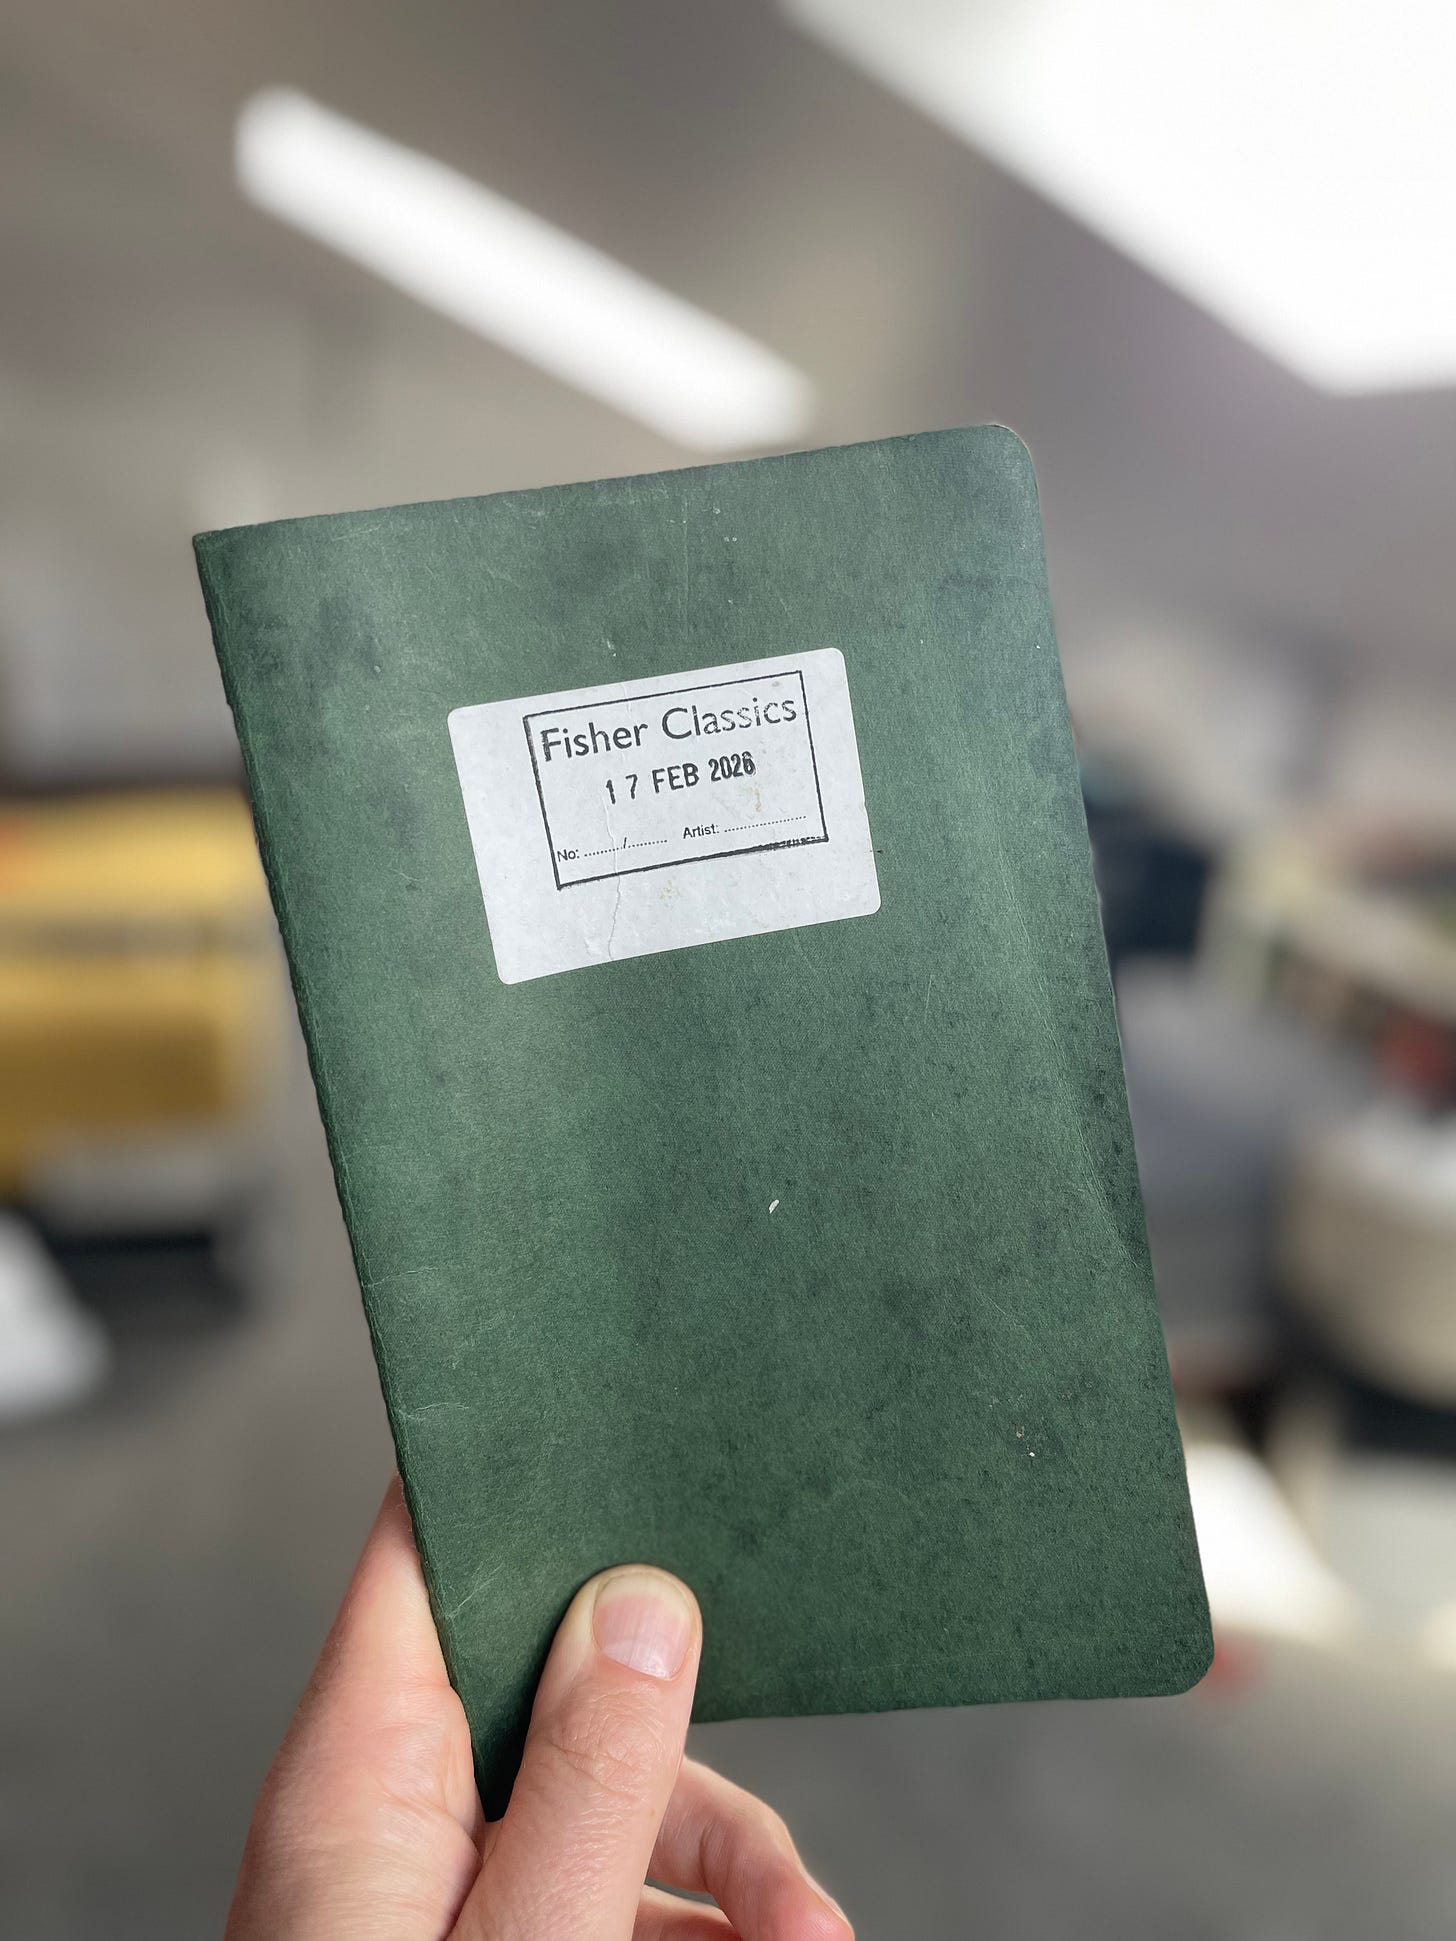 Fisher Classics
17 FEB 2026
No: ........../.......... Artist: .....................